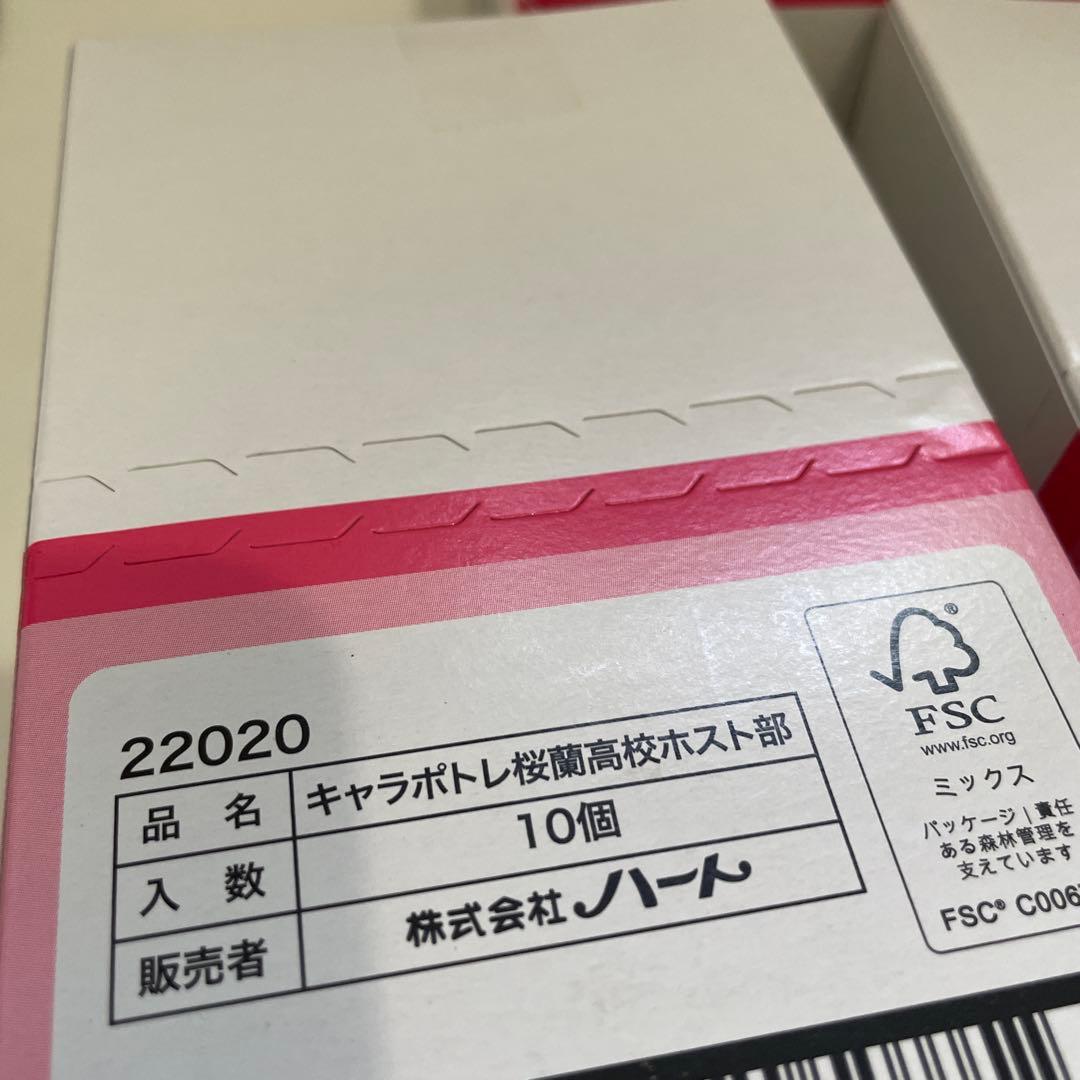 22020
品名 キャラポトレ桜蘭高校ホスト部
入数 10個
販売者 株式会社ハート
FSC®
www.fsc.org
ミックス
パッケージ|責任
ある森林管理を
支えています
FSC® C006